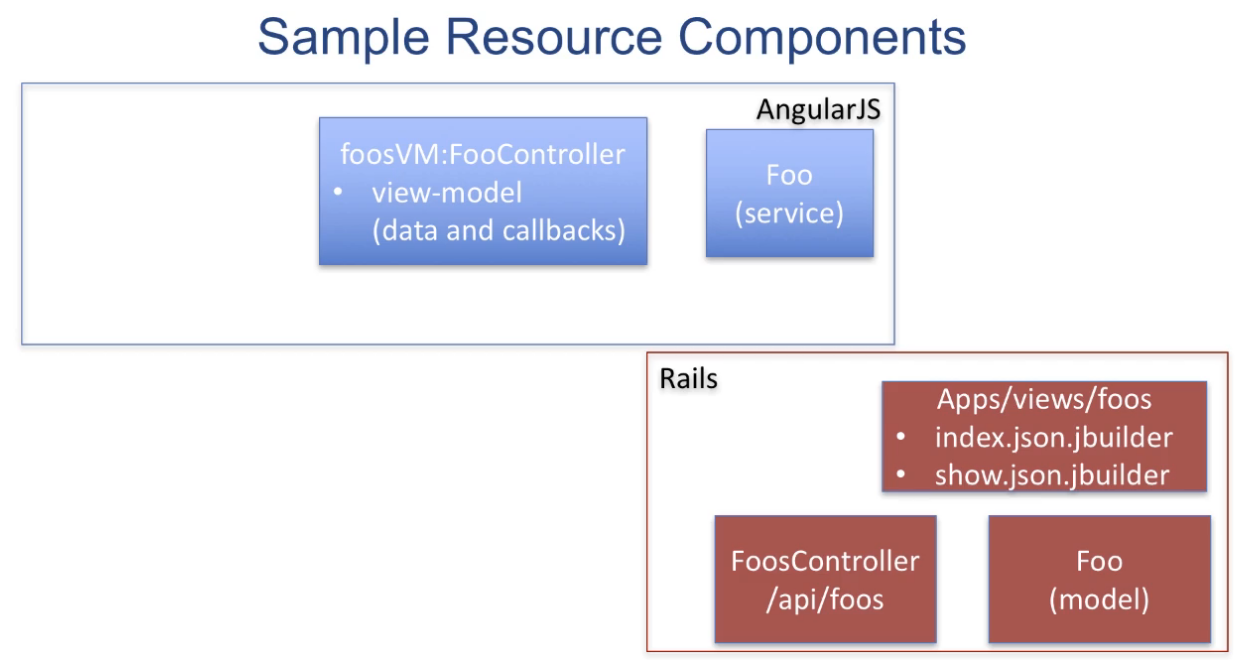 Sample Resource Components
AngularJS
foosVM:FooController
• view-model
(data and callbacks)
Foo
(service)
Rails
Apps/views/foos
• index.json.jbuilder
• show.json.jbuilder
FoosController
/api/foos
Foo
(model)